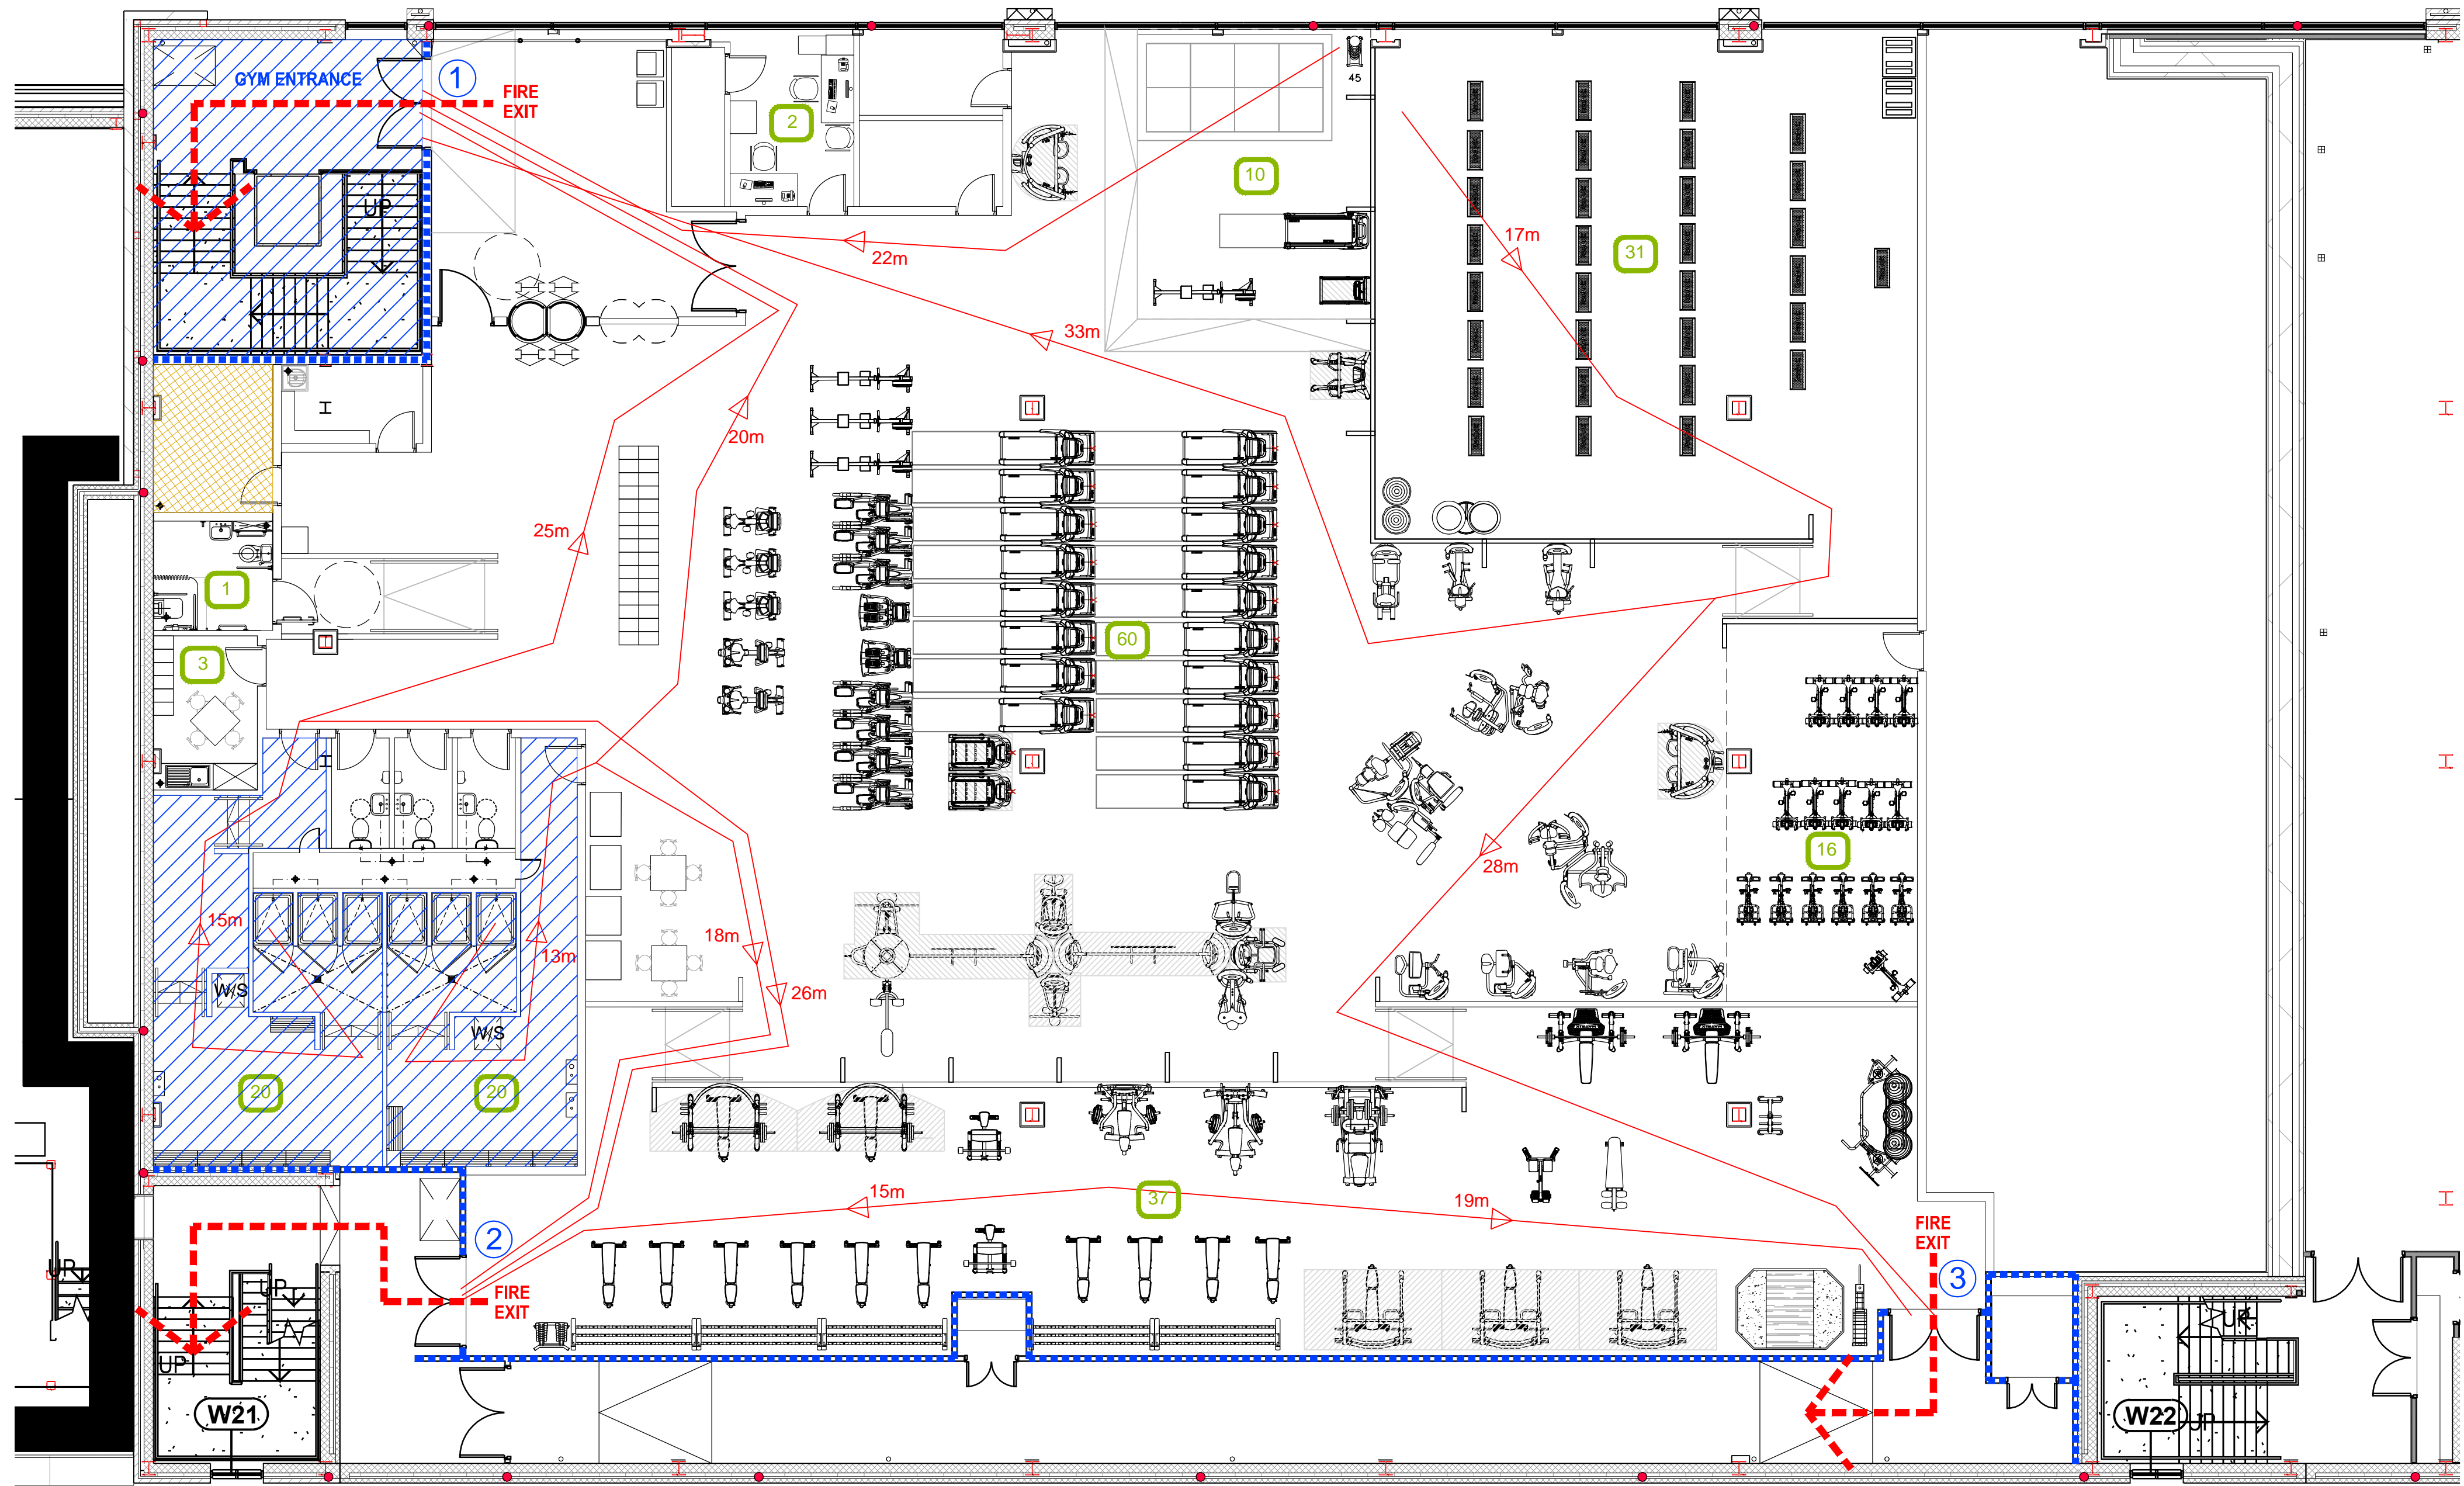 GYM ENTRANCE
1
FIRE
EXIT
45
2
10
UP
22m
17m
31
33m
20m
25m
1
60
3
28m
16
15m
18m
13m
26m
W/S
W/S
20
20
15m
37
19m
2
FIRE
EXIT
FIRE
EXIT
3
UP
UP
UP
UP
UP
W21
W22